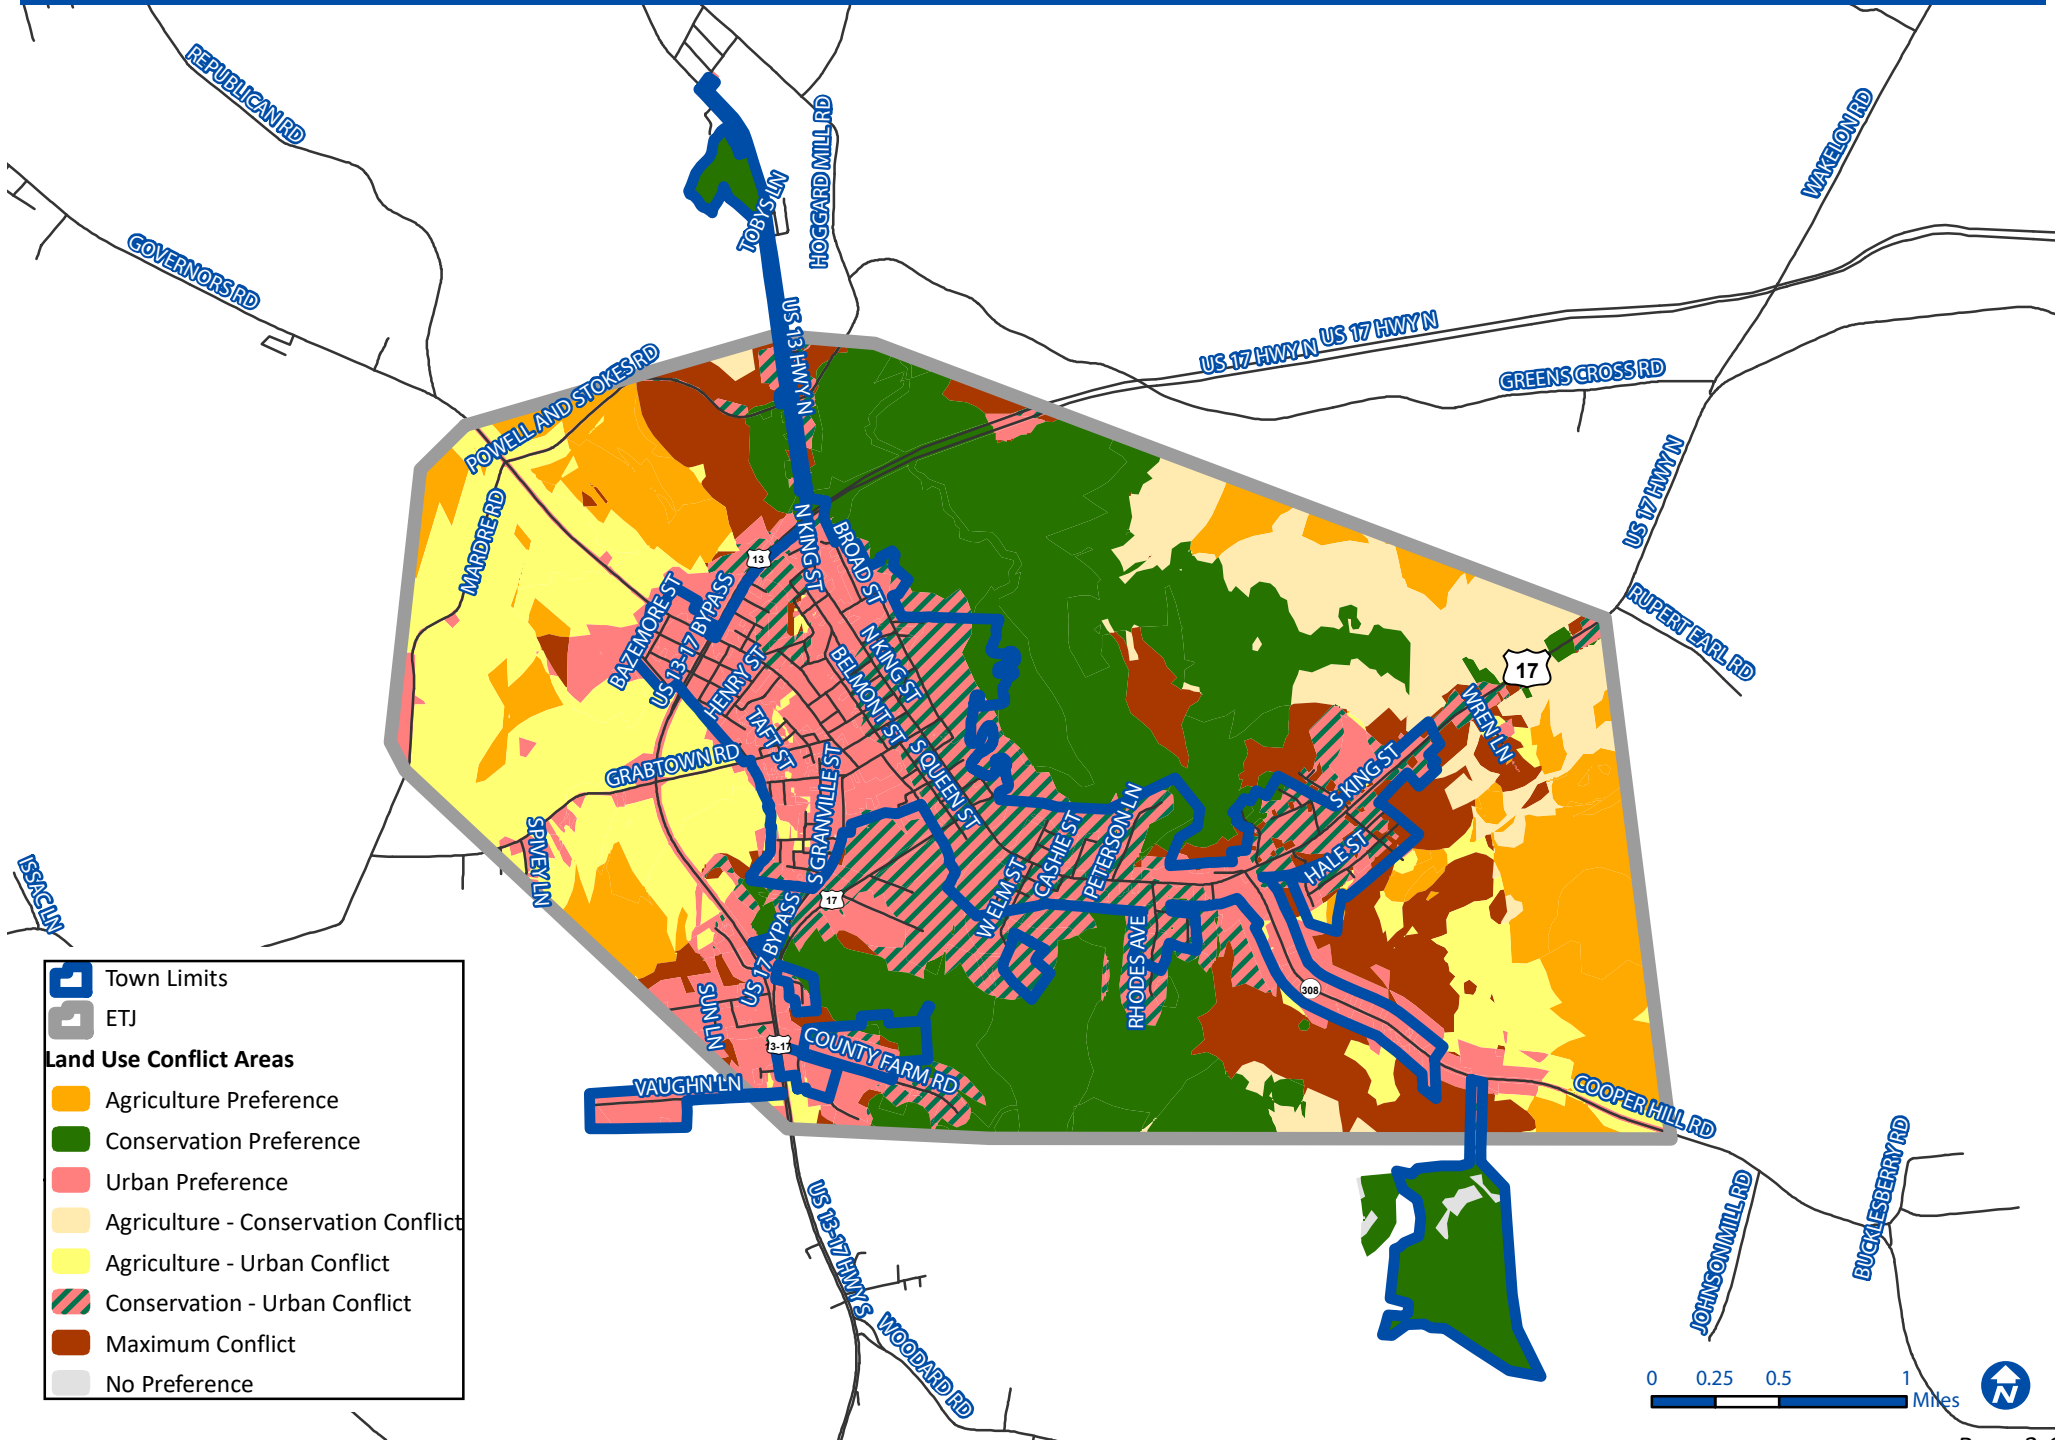 REPUBLICAN RD
HOGGARD MILL RD
WAKELON RD
TOBYS LN
GOVERNORS RD
US 13 HWY N
US 17 HWY N
US 17 HWY N
GREENS CROSS RD
POWELL AND STOKES RD
US 17 HWY N
MARDRE RD
N KING ST
BROAD ST
13
BAZEMORE ST
US 13-17 BYPASS
RUPERT EARL RD
HENRY ST
N KING ST
BELMONT ST
17
WREN LN
TAFT ST
GRABTOWN RD
S GRANVILLE ST
S QUEEN ST
S KING ST
SPIVEY LN
CASHIE ST
PETERSON LN
HALE ST
ISSAC LN
17
W ELM ST
US 17 BYPASS
RHODES AVE
308
SUN LN
13-17
COUNTY FARM RD
VAUGHN LN
COOPER HILL RD
US 13-17 HWY S
WOODARD RD
JOHNSON MILL RD
BUCKLESBERRY RD
Town Limits
ETJ
Land Use Conflict Areas
Agriculture Preference
Conservation Preference
Urban Preference
Agriculture - Conservation Conflict
Agriculture - Urban Conflict
Conservation - Urban Conflict
Maximum Conflict
No Preference
0 0.25 0.5 1
Miles
N